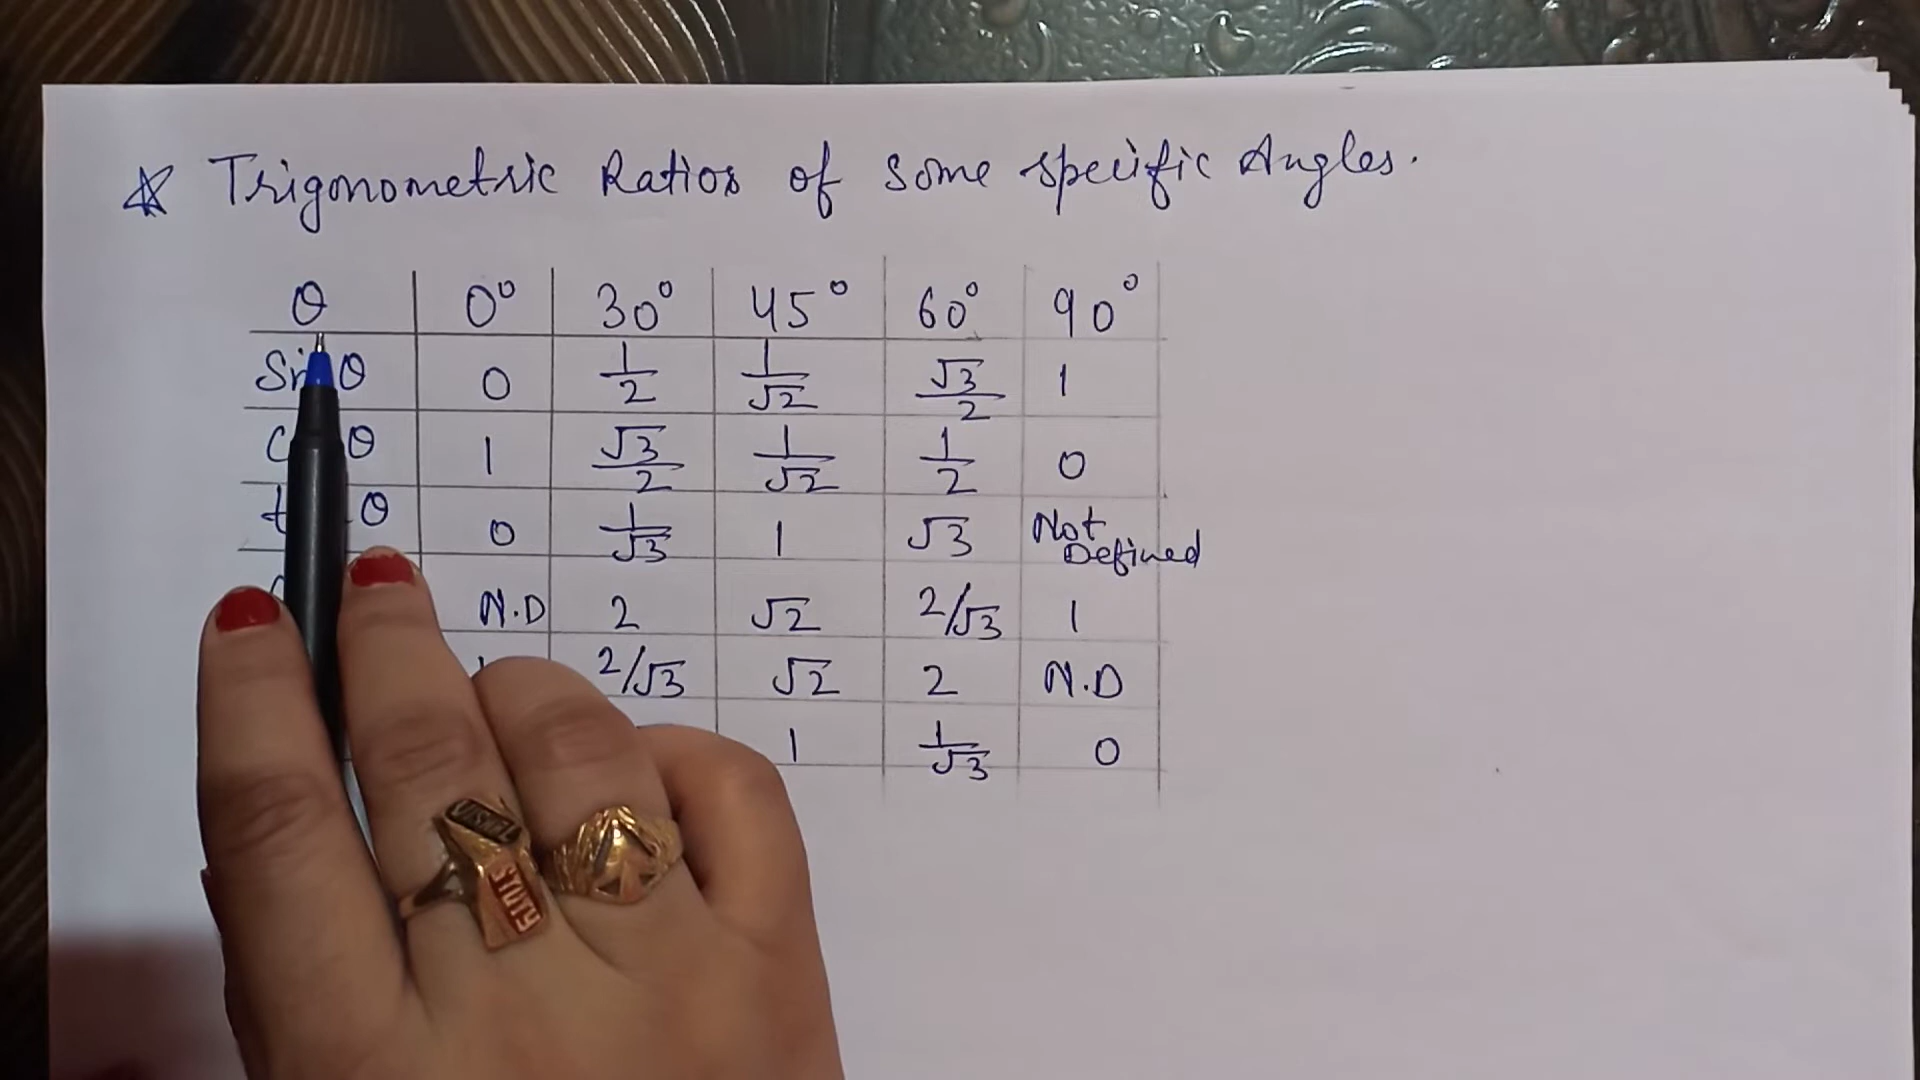 Trigonometric Ratios of some specific Angles.
θ 0° 30° 45° 60° 90°
θ 0 1/2 1/√2 √3/2 1
θ 1 √3/2 1/√2 1/2 0
θ 0 1/√3 1 √3 Not Defined
N.D 2 √2 2/√3 1
2/√3 √2 2 N.D
1 1/√3 0